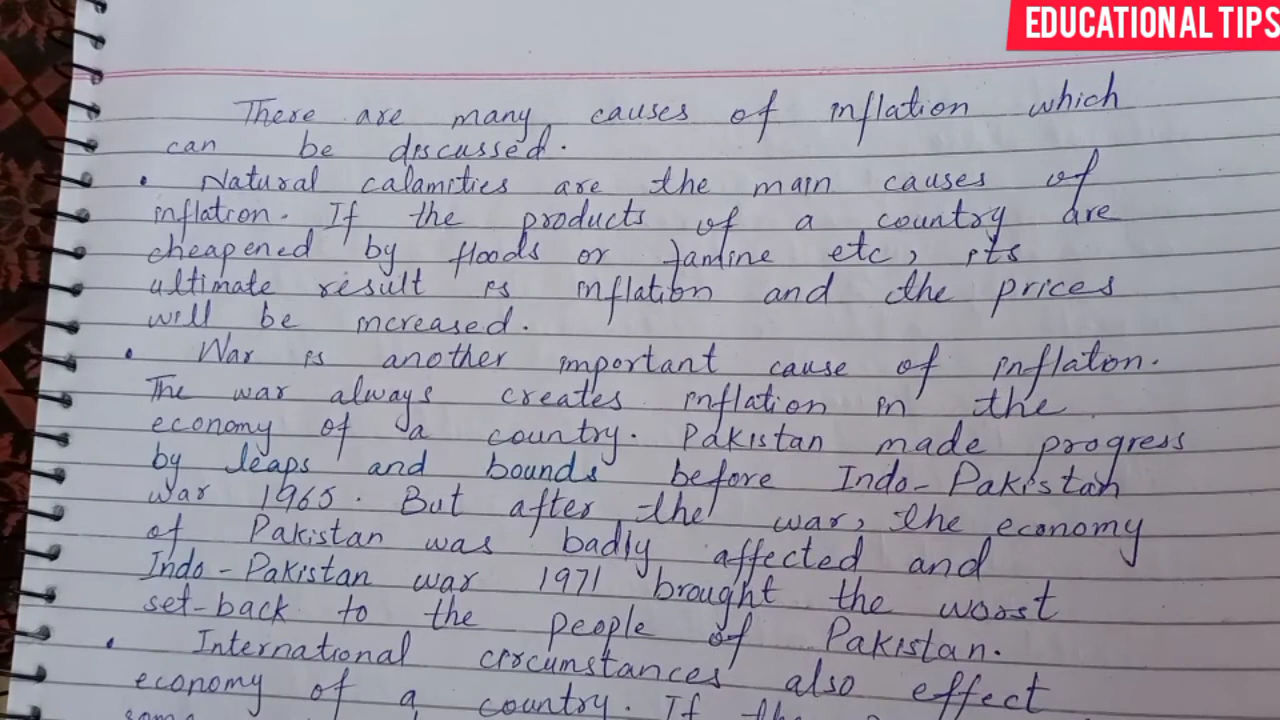 EDUCATIONAL TIPS
There are many causes of inflation which
can be discussed.
• Natural calamities are the main causes of
inflation. If the products of a country are
cheapened by floods or famine etc, its
ultimate result is inflation and the prices
will be increased.
• War is another important cause of inflaton.
The war always creates inflation in the
economy of a country. Pakistan made progress
by leaps and bounds before Indo-Pakistan
war 1965. But after the war, the economy
of Pakistan was badly affected and
Indo-Pakistan war 1971 brought the worst
set-back to the people of Pakistan.
• International circumstances also effect
economy of a country. If the